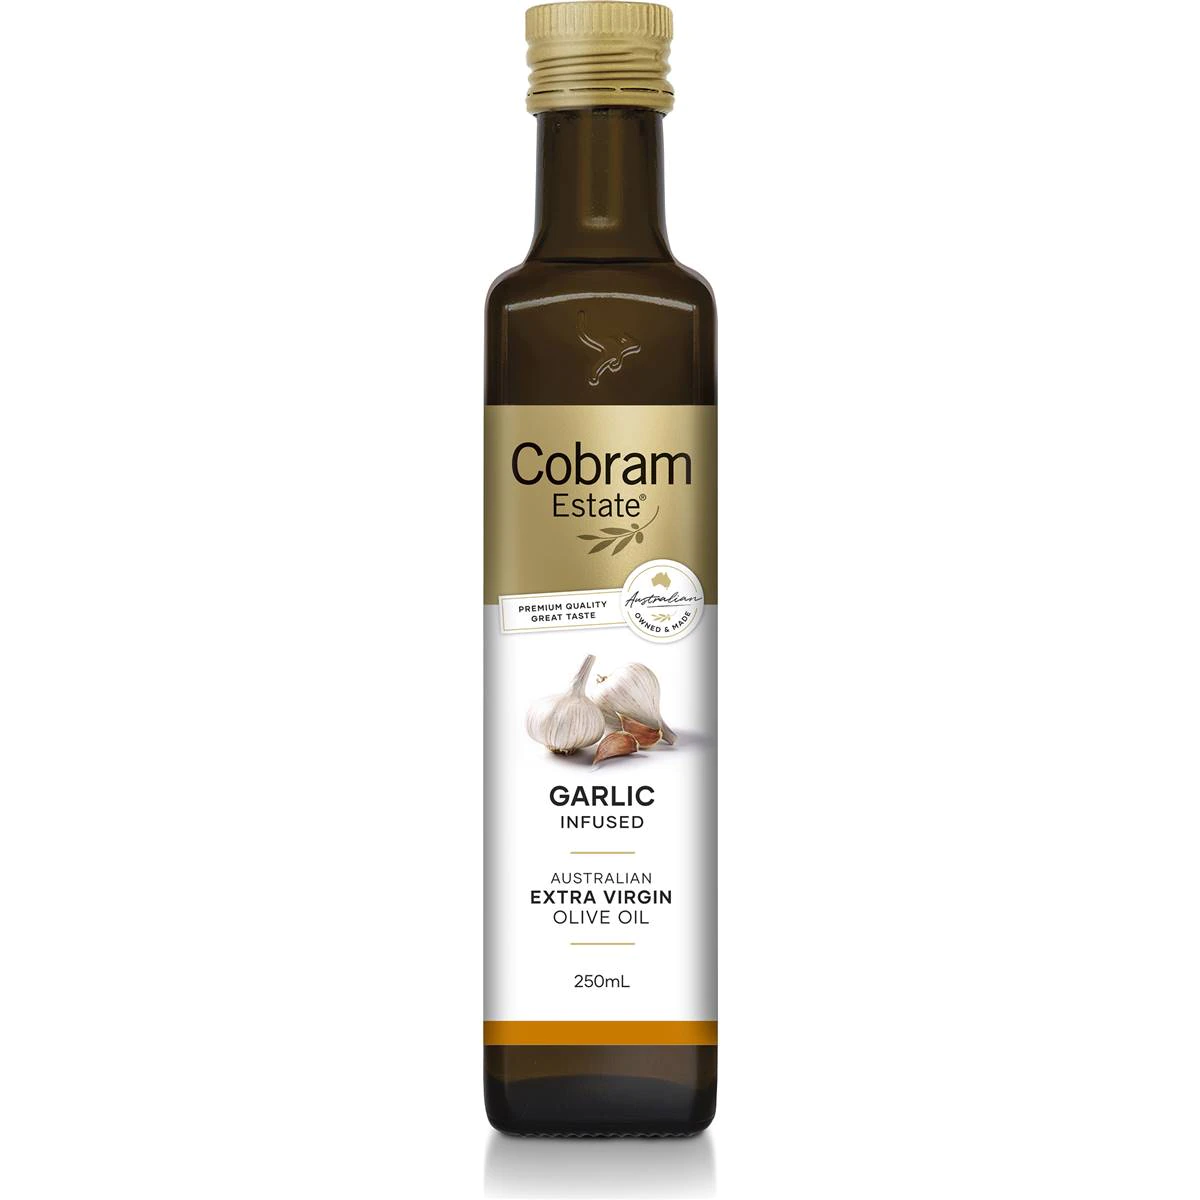 Cobram
Estate®
PREMIUM QUALITY
GREAT TASTE
Australian
OWNED & MADE
GARLIC
INFUSED
AUSTRALIAN
EXTRA VIRGIN
OLIVE OIL
250mL